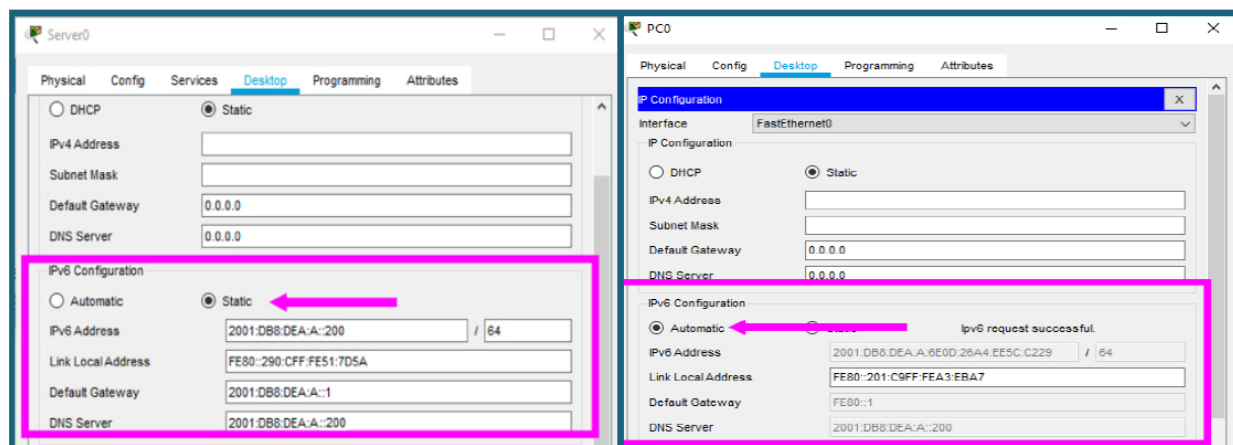 Server0
Physical Config Services Desktop Programming Attributes
DHCP Static
IPv4 Address
Subnet Mask
Default Gateway 0.0.0.0
DNS Server 0.0.0.0
IPv6 Configuration
Automatic Static
IPv6 Address 2001:DB8:DEA:A::200 / 64
Link Local Address FE80::290:CFF:FE51:7D5A
Default Gateway 2001:DB8:DEA:A::1
DNS Server 2001:DB8:DEA:A::200
PC0
Physical Config Desktop Programming Attributes
IP Configuration X
Interface FastEthernet0
IP Configuration
DHCP Static
IPv4 Address
Subnet Mask
Default Gateway 0.0.0.0
DNS Server 0.0.0.0
IPv6 Configuration
Automatic Ipv6 request successful.
IPv6 Address 2001:DB8:DEA:A:6E0D:26A4:EE5C:C229 / 64
Link Local Address FE80::201:C9FF:FEA3:EBA7
Default Gateway FE80::1
DNS Server 2001:DB8:DEA:A::200